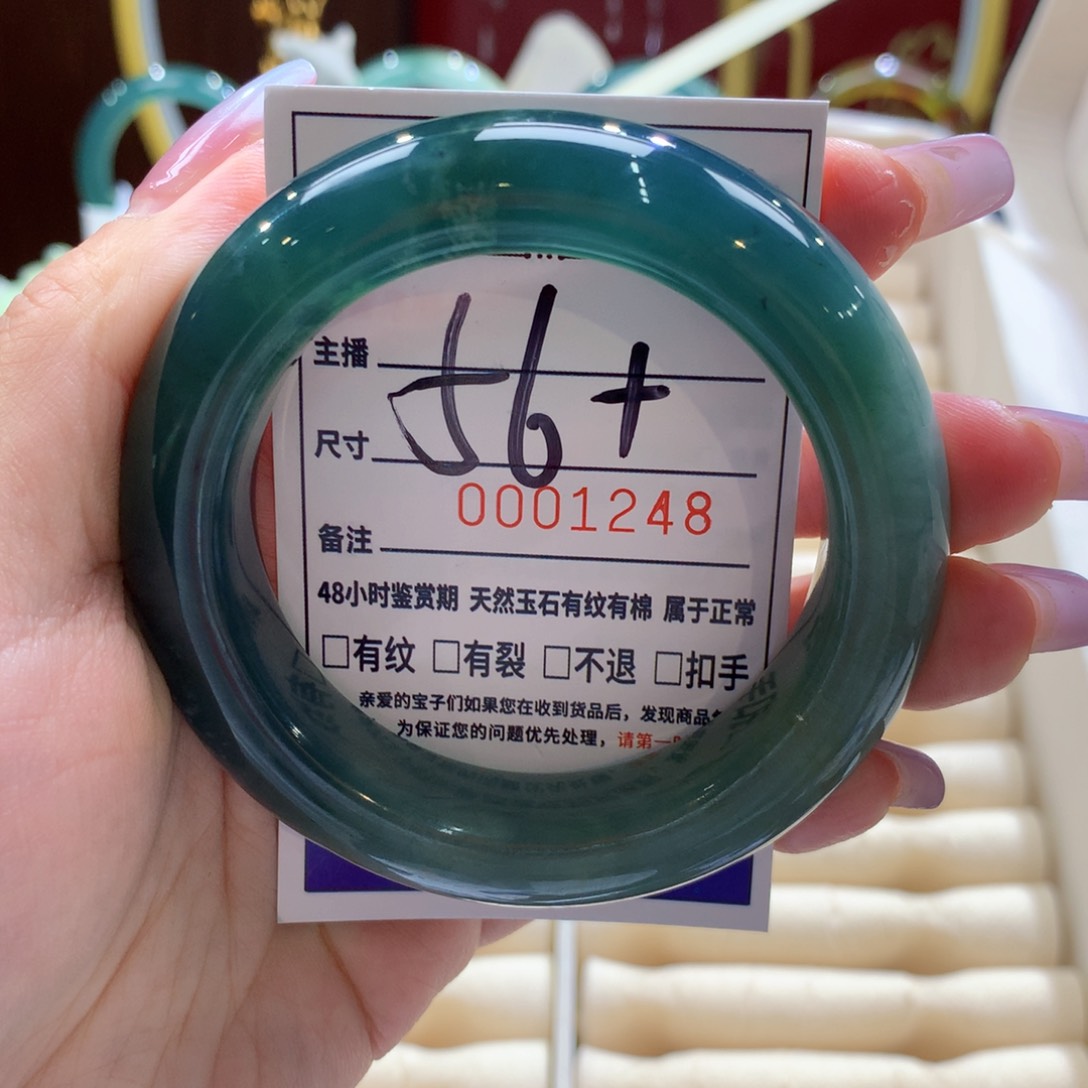 主播
56+
尺寸
0001248
备注
48小时鉴赏期 天然玉石有纹有棉 属于正常
□有纹 □有裂 □不退 □扣手
亲爱的宝子们如果您在收到货品后，发现商品
为保证您的问题优先处理，请第一